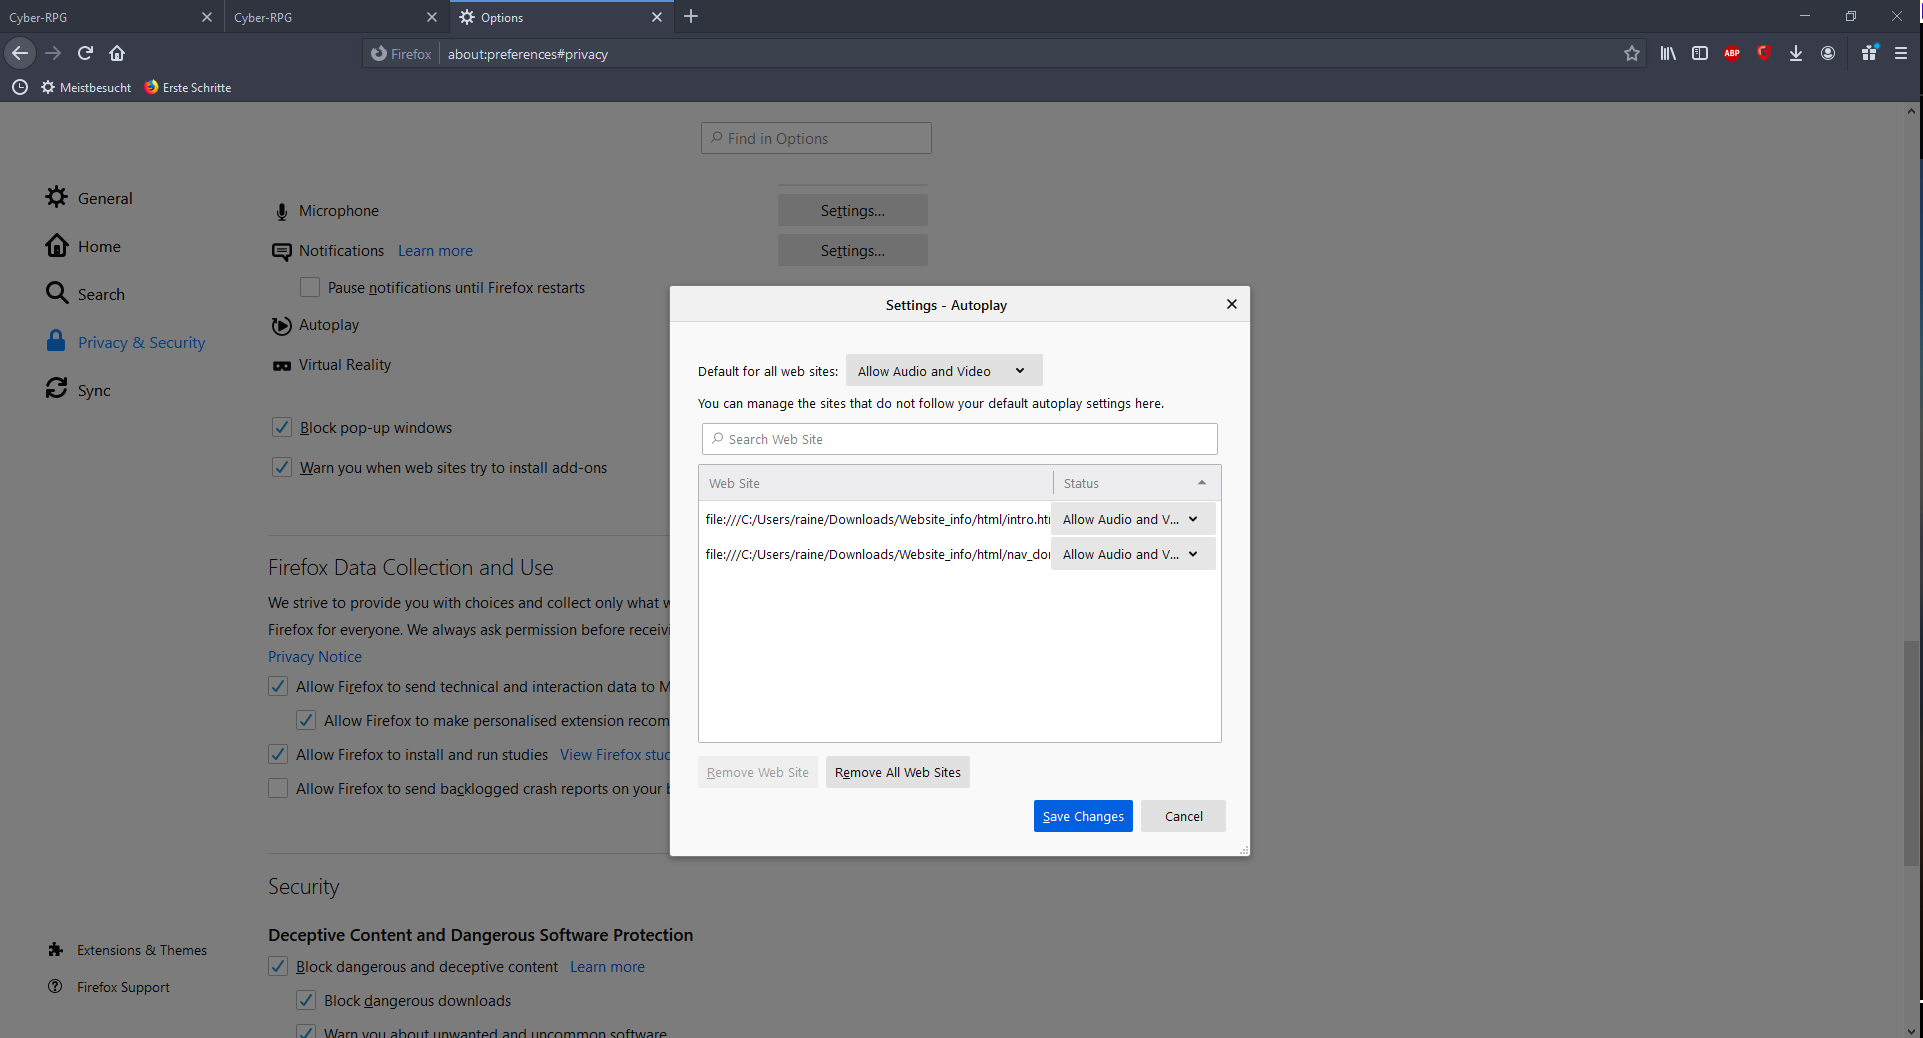 Cyber-RPG
Cyber-RPG
Options
Firefox
about:preferences#privacy
ABP
Meistbesucht
Erste Schritte
Find in Options
General
Home
Search
Privacy & Security
Sync
Microphone
Settings...
Notifications Learn more
Settings...
Pause notifications until Firefox restarts
Autoplay
Virtual Reality
Block pop-up windows
Warn you when web sites try to install add-ons
Firefox Data Collection and Use
We strive to provide you with choices and collect only what
Firefox for everyone. We always ask permission before receivi
Privacy Notice
Allow Firefox to send technical and interaction data to M
Allow Firefox to make personalised extension recom
Allow Firefox to install and run studies View Firefox stud
Allow Firefox to send backlogged crash reports on your
Security
Deceptive Content and Dangerous Software Protection
Block dangerous and deceptive content Learn more
Block dangerous downloads
Warn you about unwanted and uncommon software
Extensions & Themes
Firefox Support
Settings - Autoplay
Default for all web sites: Allow Audio and Video
You can manage the sites that do not follow your default autoplay settings here.
Search Web Site
Web Site Status
file:///C:/Users/raine/Downloads/Website_info/html/intro.htm Allow Audio and V...
file:///C:/Users/raine/Downloads/Website_info/html/nav_dor Allow Audio and V...
Remove Web Site Remove All Web Sites
Save Changes Cancel